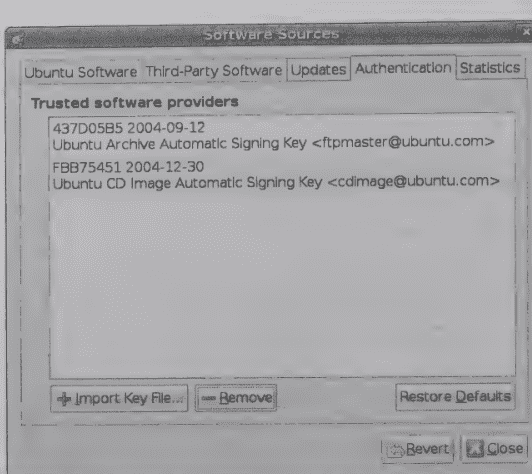 Software Sources
Ubuntu Software Third-Party Software Updates Authentication Statistics
Trusted software providers
437D05B5 2004-09-12
Ubuntu Archive Automatic Signing Key <ftpmaster@ubuntu.com>
FBB75451 2004-12-30
Ubuntu CD Image Automatic Signing Key <cdimage@ubuntu.com>
Import Key File... Remove Restore Defaults
Revert Close